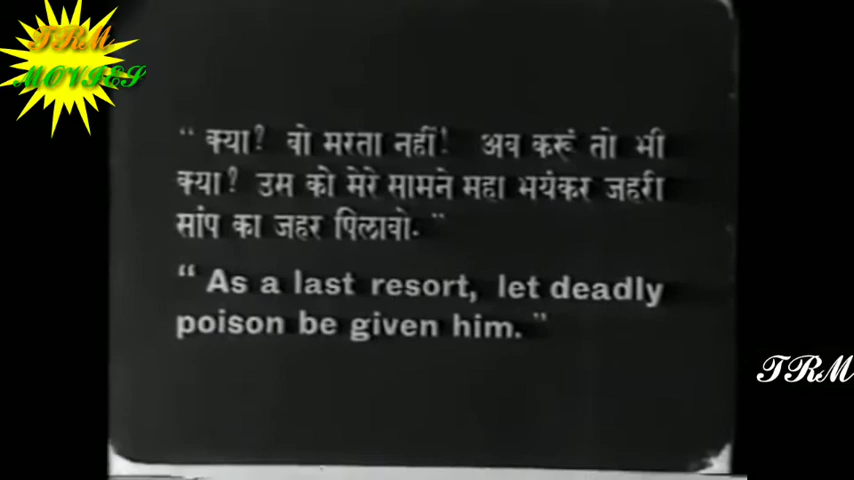 TRM
MOVIES
“ क्या? वो मरता नहीं! अब करूं तो भी
क्या? उस को मेरे सामने महा भयंकर जहरी
सांप का जहर पिलावो. ”
“ As a last resort, let deadly
poison be given him. ”
TRM